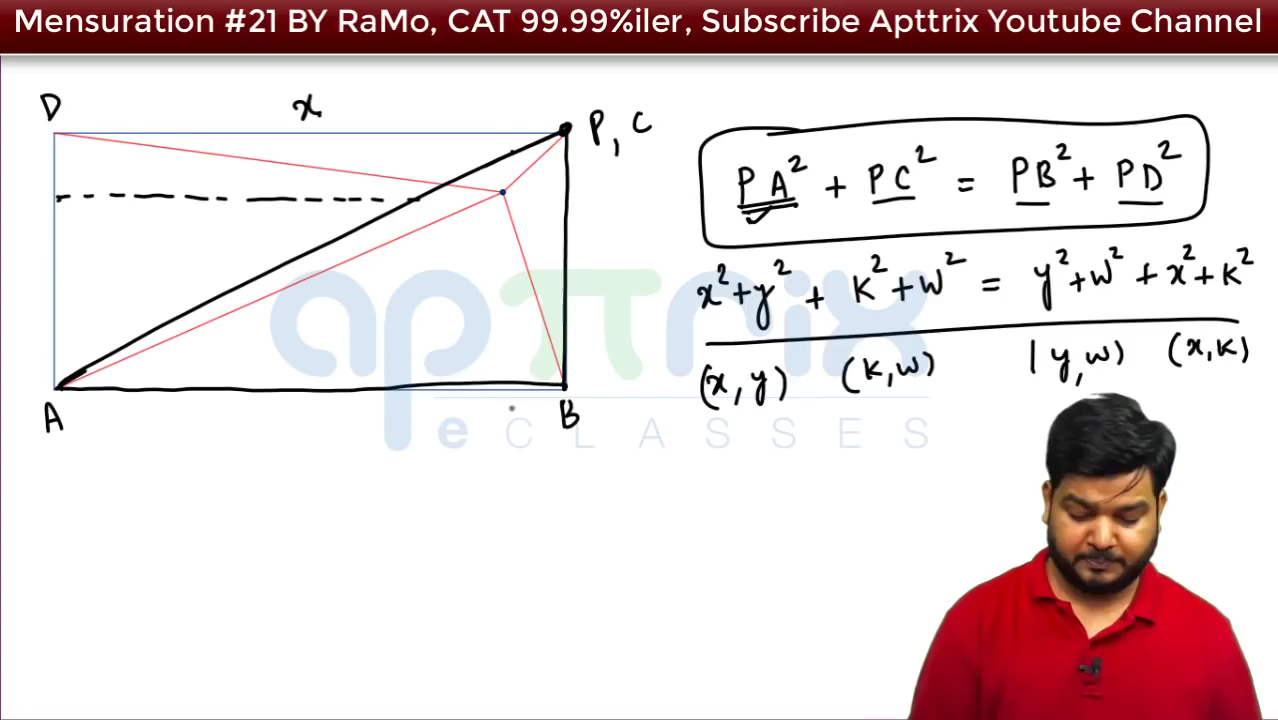 Mensuration #21 BY RaMo, CAT 99.99%iler, Subscribe Apttrix Youtube Channel
D x P, C
PA² + PC² = PB² + PD²
x² + y² + k² + w² = y² + w² + x² + k²
(x, y) (k, w) (y, w) (x, k)
A B
apπrix
e CLASSES